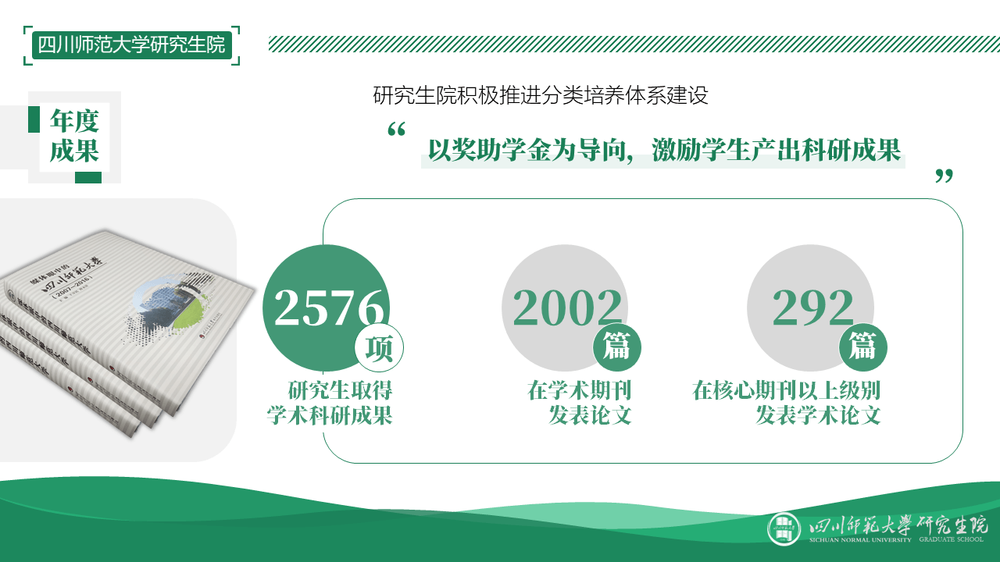 四川师范大学研究生院
研究生院积极推进分类培养体系建设
年度
成果
“以奖助学金为导向，激励学生产出科研成果”
媒体眼中的
四川师范大学
（2007—2016）
2576
项
研究生取得
学术科研成果
2002
篇
在学术期刊
发表论文
292
篇
在核心期刊以上级别
发表学术论文
四川师范大学研究生院
SICHUAN NORMAL UNIVERSITY GRADUATE SCHOOL